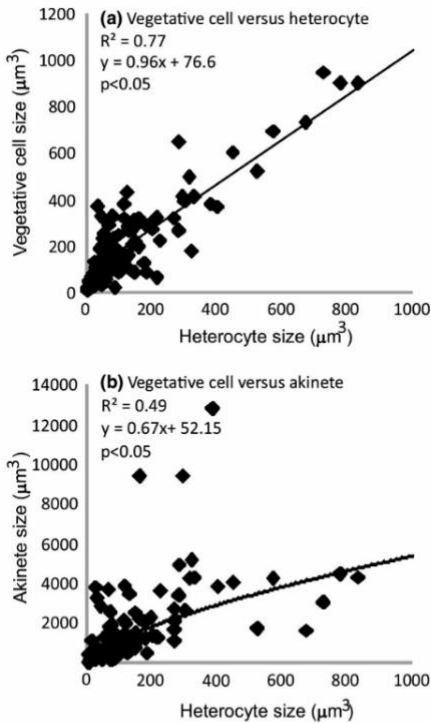 (a) Vegetative cell versus heterocyte
R² = 0.77
y = 0.96x + 76.6
p<0.05
Vegetative cell size (μm³)
1200
1000
800
600
400
200
0
0 200 400 600 800 1000
Heterocyte size (μm³)
(b) Vegetative cell versus akinete
R² = 0.49
y = 0.67x+ 52.15
p<0.05
Akinete size (μm³)
14000
12000
10000
8000
6000
4000
2000
0 200 400 600 800 1000
Heterocyte size (μm³)